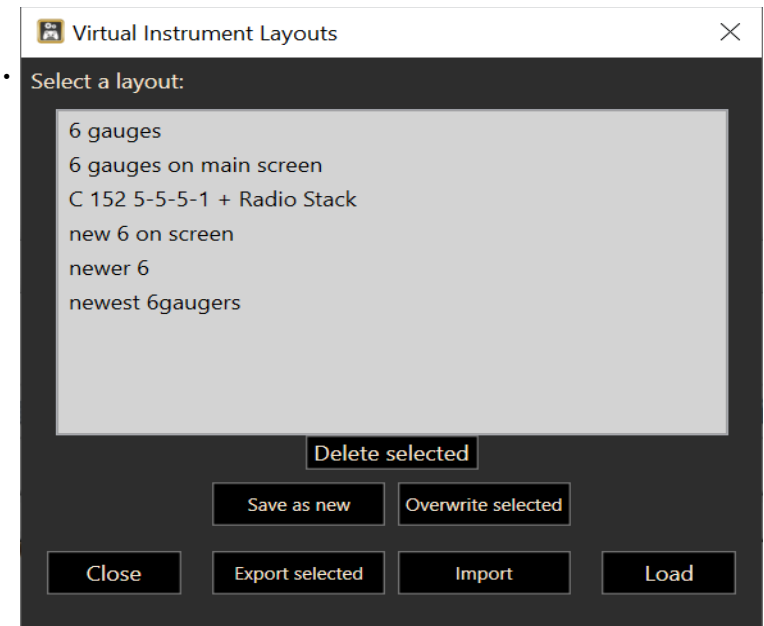 Virtual Instrument Layouts
Select a layout:
6 gauges
6 gauges on main screen
C 152 5-5-5-1 + Radio Stack
new 6 on screen
newer 6
newest 6gaugers
Delete selected
Save as new Overwrite selected
Close Export selected Import Load